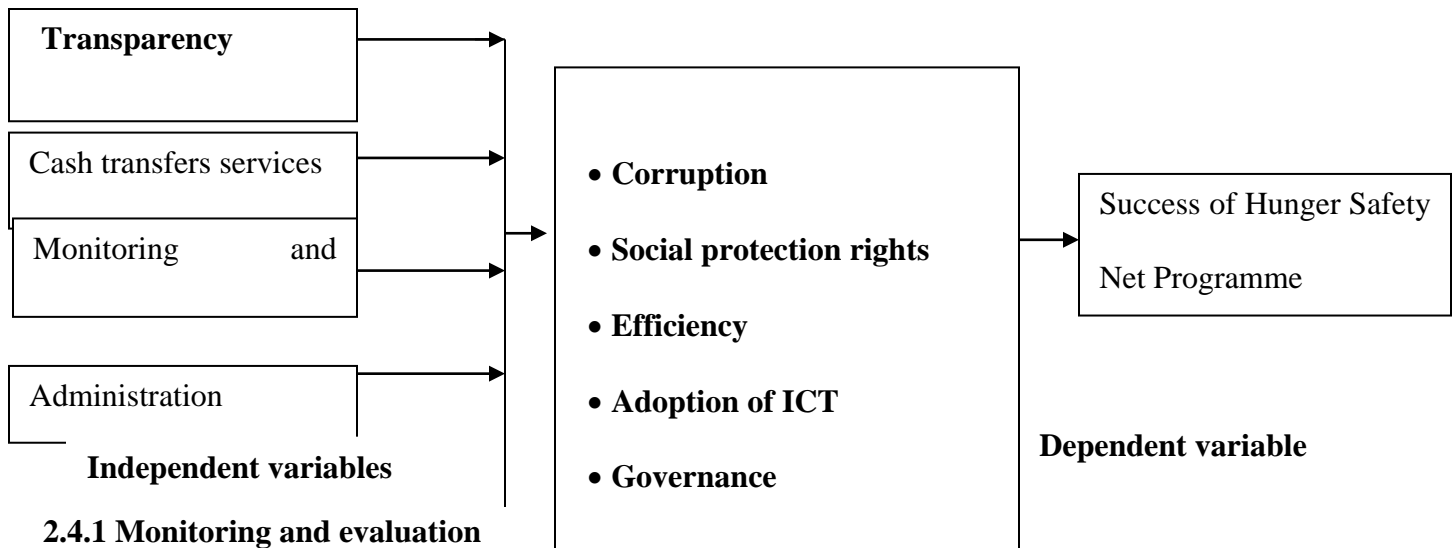 Transparency
Cash transfers services
Monitoring and
Administration
Independent variables
2.4.1 Monitoring and evaluation
• Corruption
• Social protection rights
• Efficiency
• Adoption of ICT
• Governance
Success of Hunger Safety
Net Programme
Dependent variable